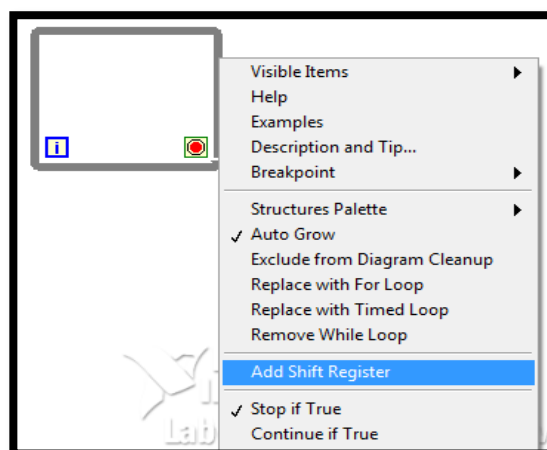 i
Visible Items
Help
Examples
Description and Tip...
Breakpoint
Structures Palette
Auto Grow
Exclude from Diagram Cleanup
Replace with For Loop
Replace with Timed Loop
Remove While Loop
Add Shift Register
Stop if True
Continue if True
Lab